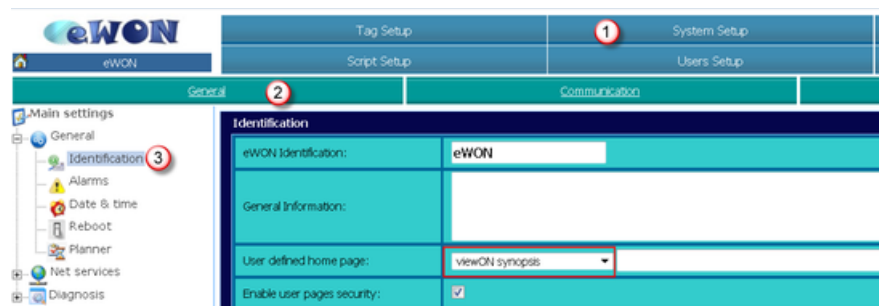 eWON
Tag Setup
1
System Setup
eWON
Script Setup
Users Setup
General
2
Communication
Main settings
General
Identification
3
Alarms
Date & time
Reboot
Planner
Net services
Diagnosis
Identification
eWON Identification:
eWON
General Information:
User defined home page:
viewON synopsis
Enable user pages security: